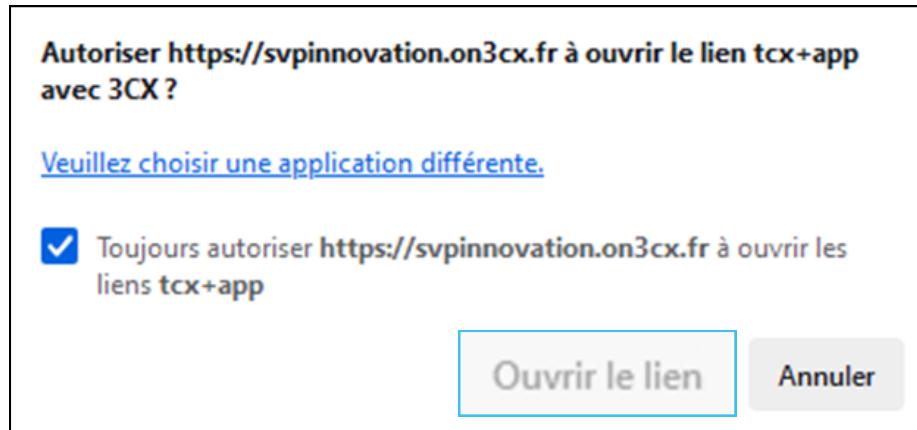 Autoriser https://svpinnovation.on3cx.fr à ouvrir le lien tcx+app
avec 3CX ?
Veuillez choisir une application différente.
Toujours autoriser https://svpinnovation.on3cx.fr à ouvrir les
liens tcx+app
Ouvrir le lien
Annuler